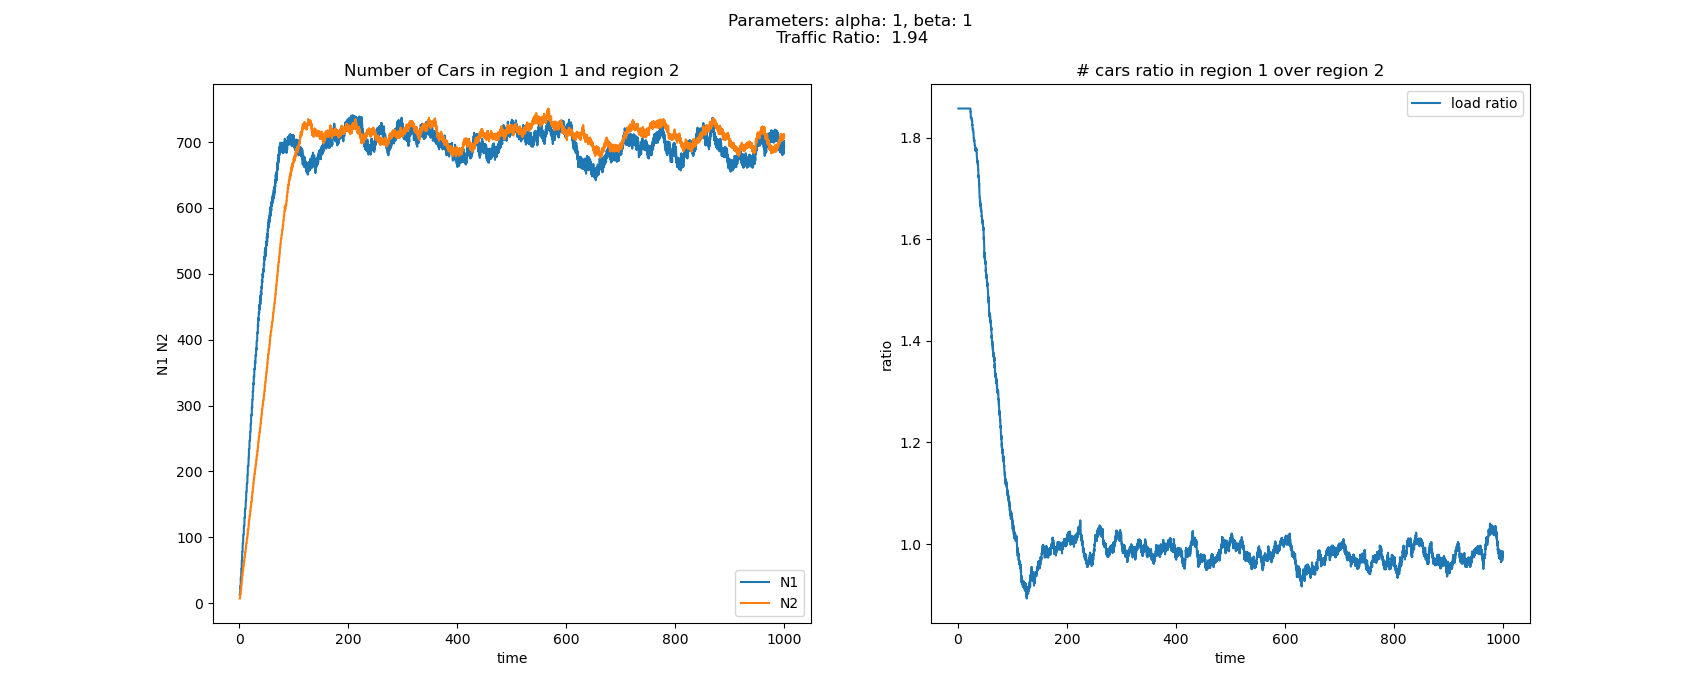 Parameters: alpha: 1, beta: 1
Traffic Ratio: 1.94
Number of Cars in region 1 and region 2
N1 N2
700
600
500
400
300
200
100
0
0 200 400 600 800 1000
time
N1
N2
# cars ratio in region 1 over region 2
load ratio
ratio
1.8
1.6
1.4
1.2
1.0
0 200 400 600 800 1000
time